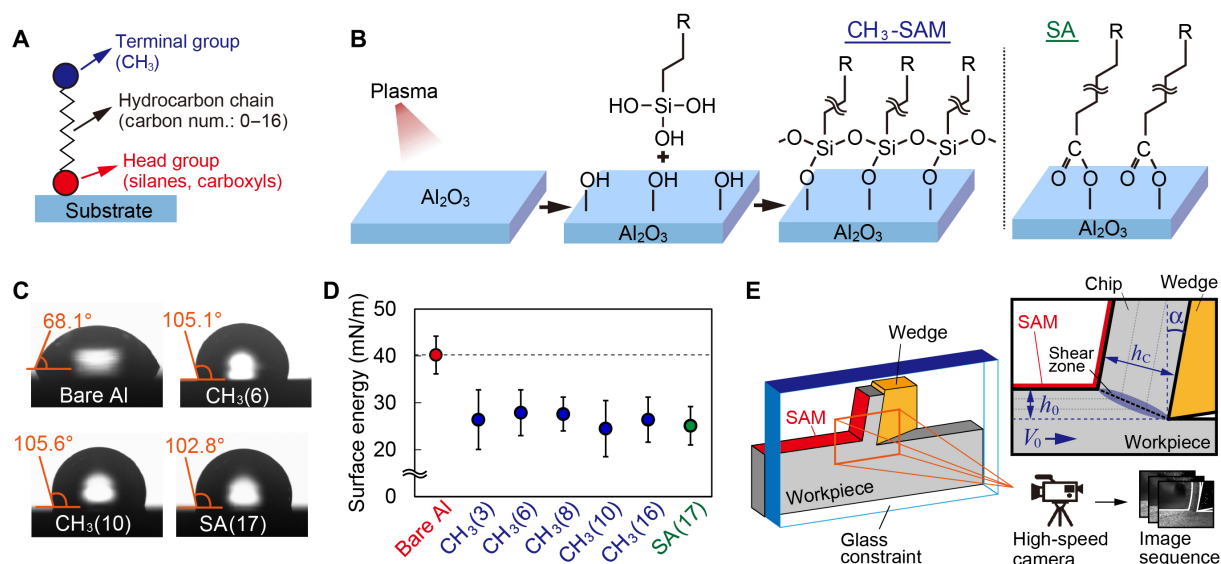 A
Terminal group
(CH₃)
Hydrocarbon chain
(carbon num.: 0–16)
Head group
(silanes, carboxyls)
Substrate
B
Plasma
Al₂O₃
R
HO–Si–OH
OH
+
OH
OH
OH
Al₂O₃
CH₃-SAM
R
R
R
O
Si
O
Si
O
Si
O
O
O
O
Al₂O₃
SA
R
R
C
C
O
O
O
O
Al₂O₃
C
68.1°
Bare Al
105.1°
CH₃(6)
105.6°
CH₃(10)
102.8°
SA(17)
D
Surface energy (mN/m)
50
40
30
20
0
Bare Al
CH₃(3)
CH₃(6)
CH₃(8)
CH₃(10)
CH₃(16)
SA(17)
E
Wedge
SAM
Workpiece
Glass
constraint
Chip
Wedge
SAM
α
Shear
zone
h_C
h₀
V₀
Workpiece
High-speed
camera
Image
sequence